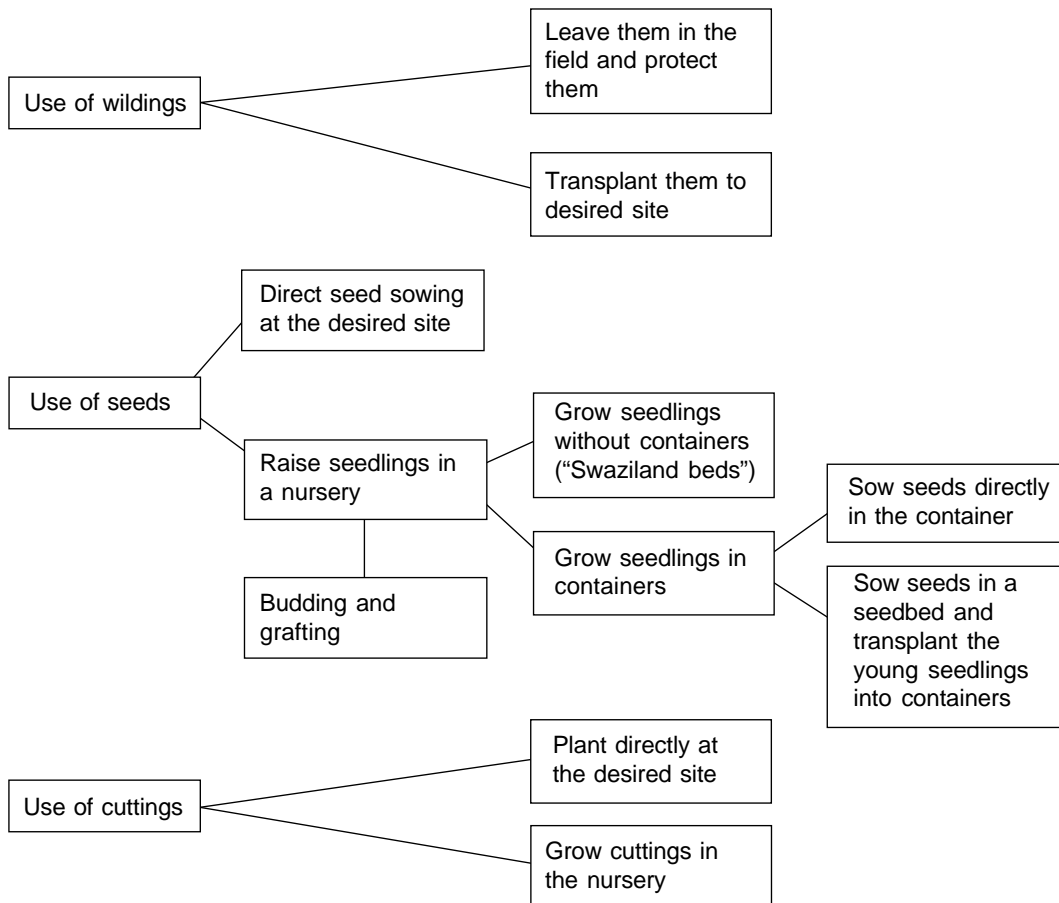 Leave them in the
field and protect
them
Use of wildings
Transplant them to
desired site
Direct seed sowing
at the desired site
Use of seeds
Raise seedlings in
a nursery
Grow seedlings
without containers
(“Swaziland beds”)
Sow seeds directly
in the container
Grow seedlings in
containers
Budding and
grafting
Sow seeds in a
seedbed and
transplant the
young seedlings
into containers
Plant directly at
the desired site
Use of cuttings
Grow cuttings in
the nursery